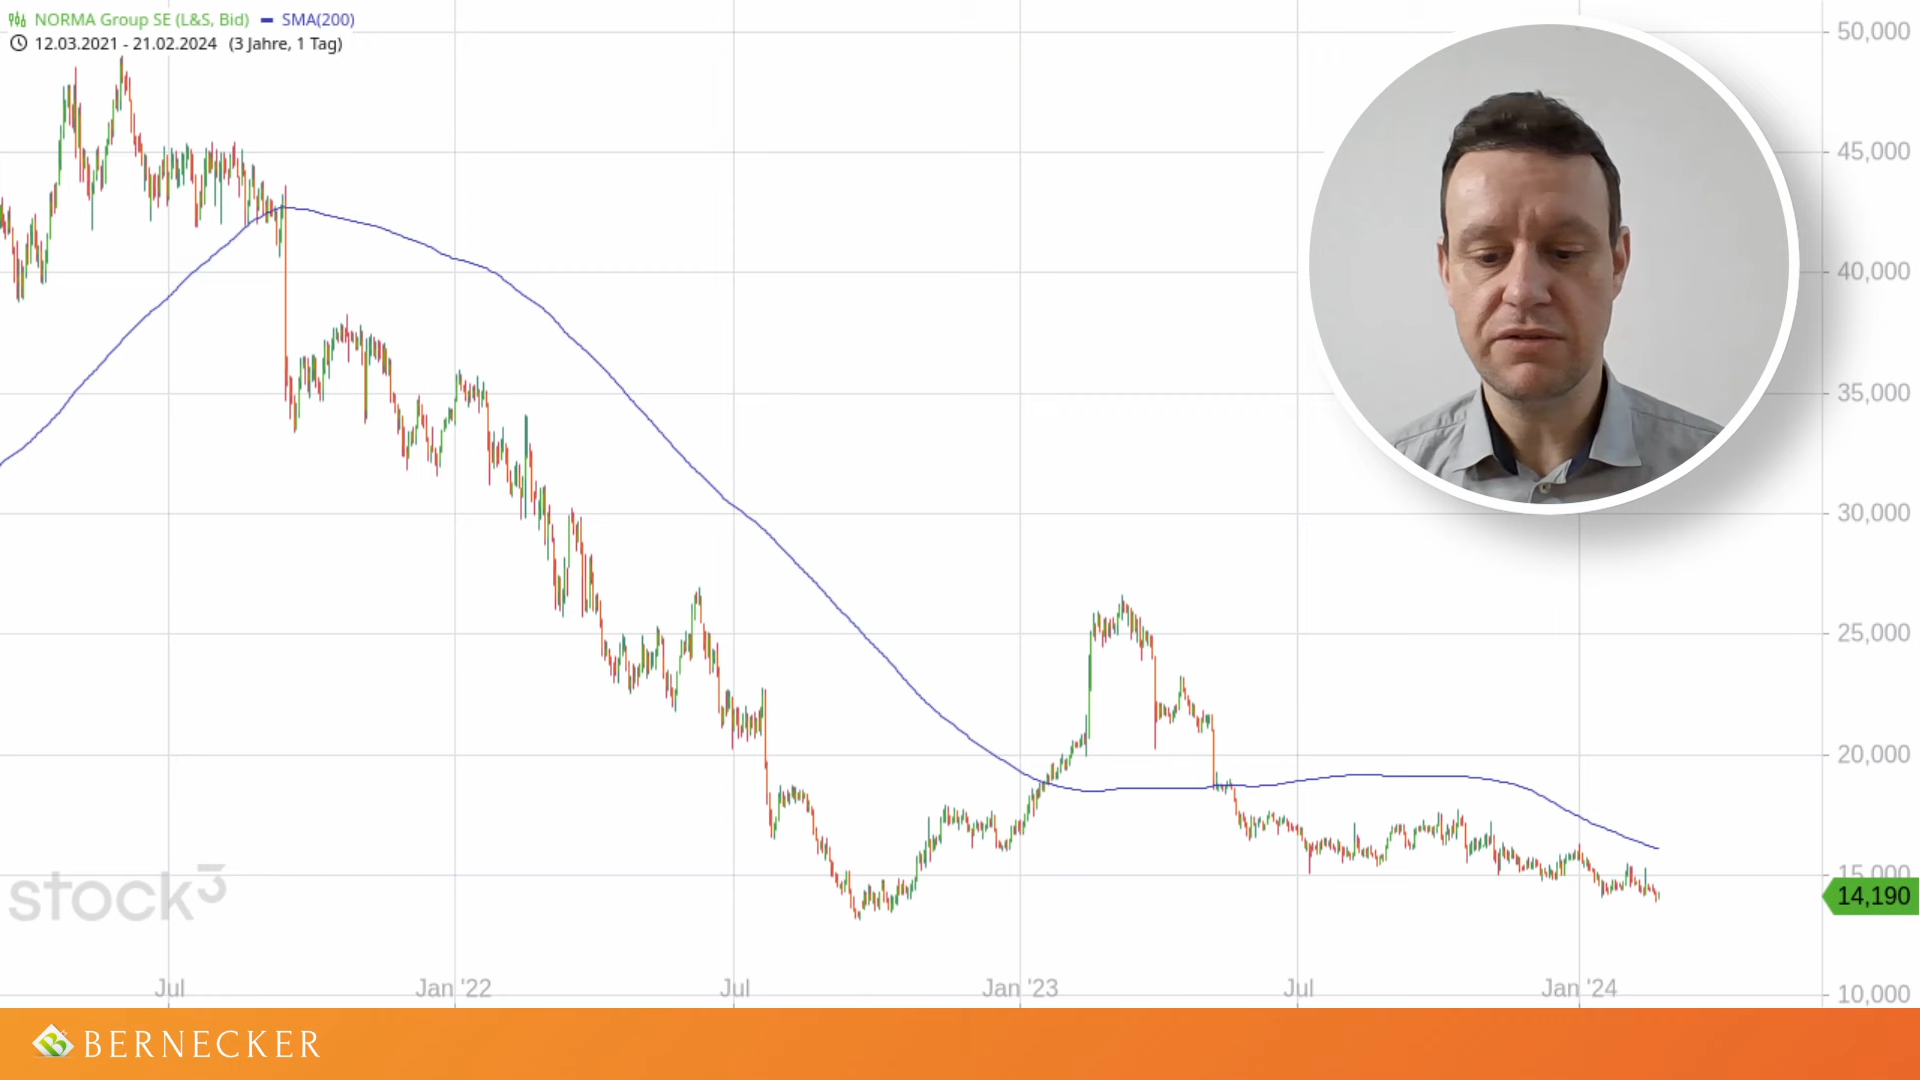 NORMA Group SE (L&S, Bid) SMA(200)
12.03.2021 - 21.02.2024 (3 Jahre, 1 Tag)
50,000
45,000
40,000
35,000
30,000
25,000
20,000
15,000
14,190
10,000
stock3
Jul Jan '22 Jul Jan '23 Jul Jan '24
BERNECKER